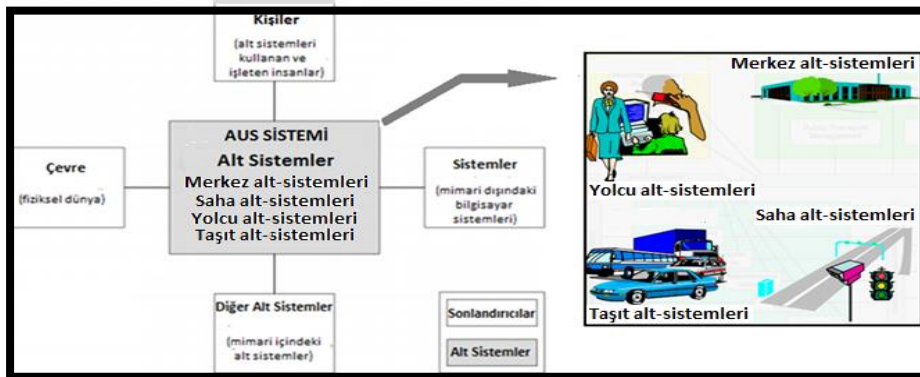 Kişiler
(alt sistemleri
kullanan ve
işleten insanlar)
Çevre
(fiziksel dünya)
AUS SİSTEMİ
Alt Sistemler
Merkez alt-sistemleri
Saha alt-sistemleri
Yolcu alt-sistemleri
Taşıt alt-sistemleri
Sistemler
(mimari dışındaki
bilgisayar
sistemleri)
Diğer Alt Sistemler
(mimari içindeki
alt sistemler)
Sonlandırıcılar
Alt Sistemler
Merkez alt-sistemleri
Yolcu alt-sistemleri
Saha alt-sistemleri
Taşıt alt-sistemleri